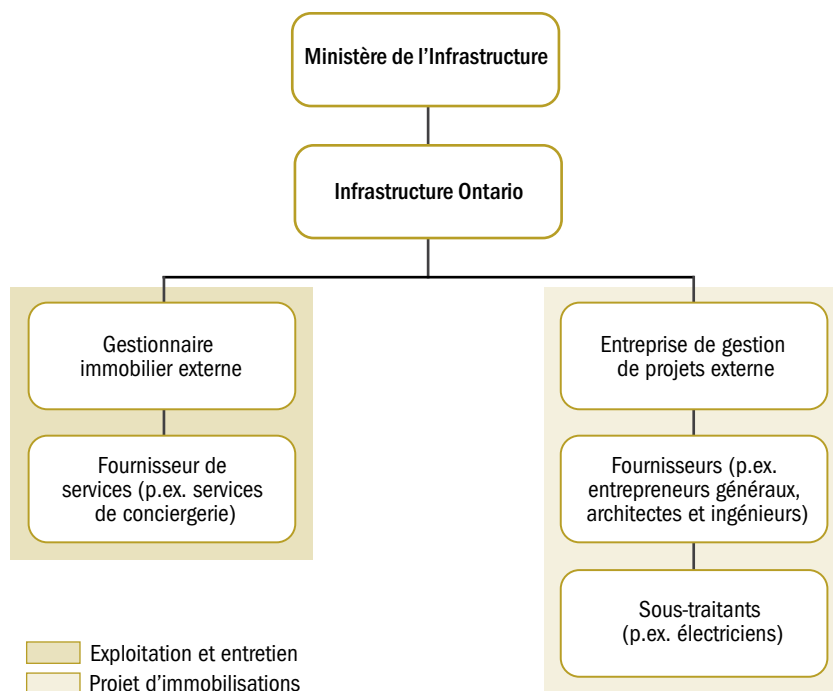 Ministère de l'Infrastructure
Infrastructure Ontario
Gestionnaire
immobilier externe
Fournisseur de
services (p.ex. services
de conciergerie)
Entreprise de gestion
de projets externe
Fournisseurs (p.ex.
entrepreneurs généraux,
architectes et ingénieurs)
Sous-traitants
(p.ex. électriciens)
Exploitation et entretien
Projet d'immobilisations